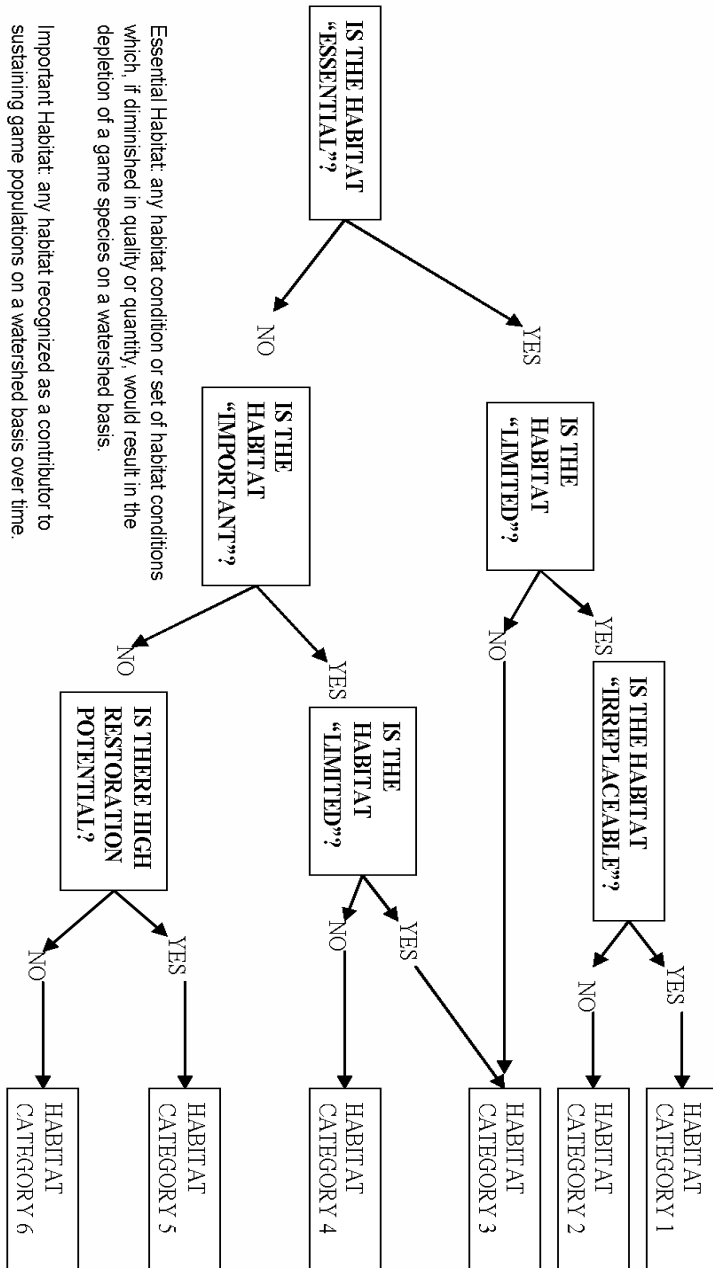 IS THE HABITAT
“ESSENTIAL”?
YES
NO
IS THE
HABITAT
“LIMITED”?
YES
NO
IS THE HABITAT
“IRREPLACEABLE”?
YES
NO
HABITAT
CATEGORY 1
HABITAT
CATEGORY 2
HABITAT
CATEGORY 3
IS THE
HABITAT
“IMPORTANT”?
YES
NO
IS THE
HABITAT
“LIMITED”?
YES
NO
HABITAT
CATEGORY 4
IS THERE HIGH
RESTORATION
POTENTIAL?
YES
NO
HABITAT
CATEGORY 5
HABITAT
CATEGORY 6
Essential Habitat: any habitat condition or set of habitat conditions
which, if diminished in quality or quantity, would result in the
depletion of a game species on a watershed basis.
Important Habitat: any habitat recognized as a contributor to
sustaining game populations on a watershed basis over time.